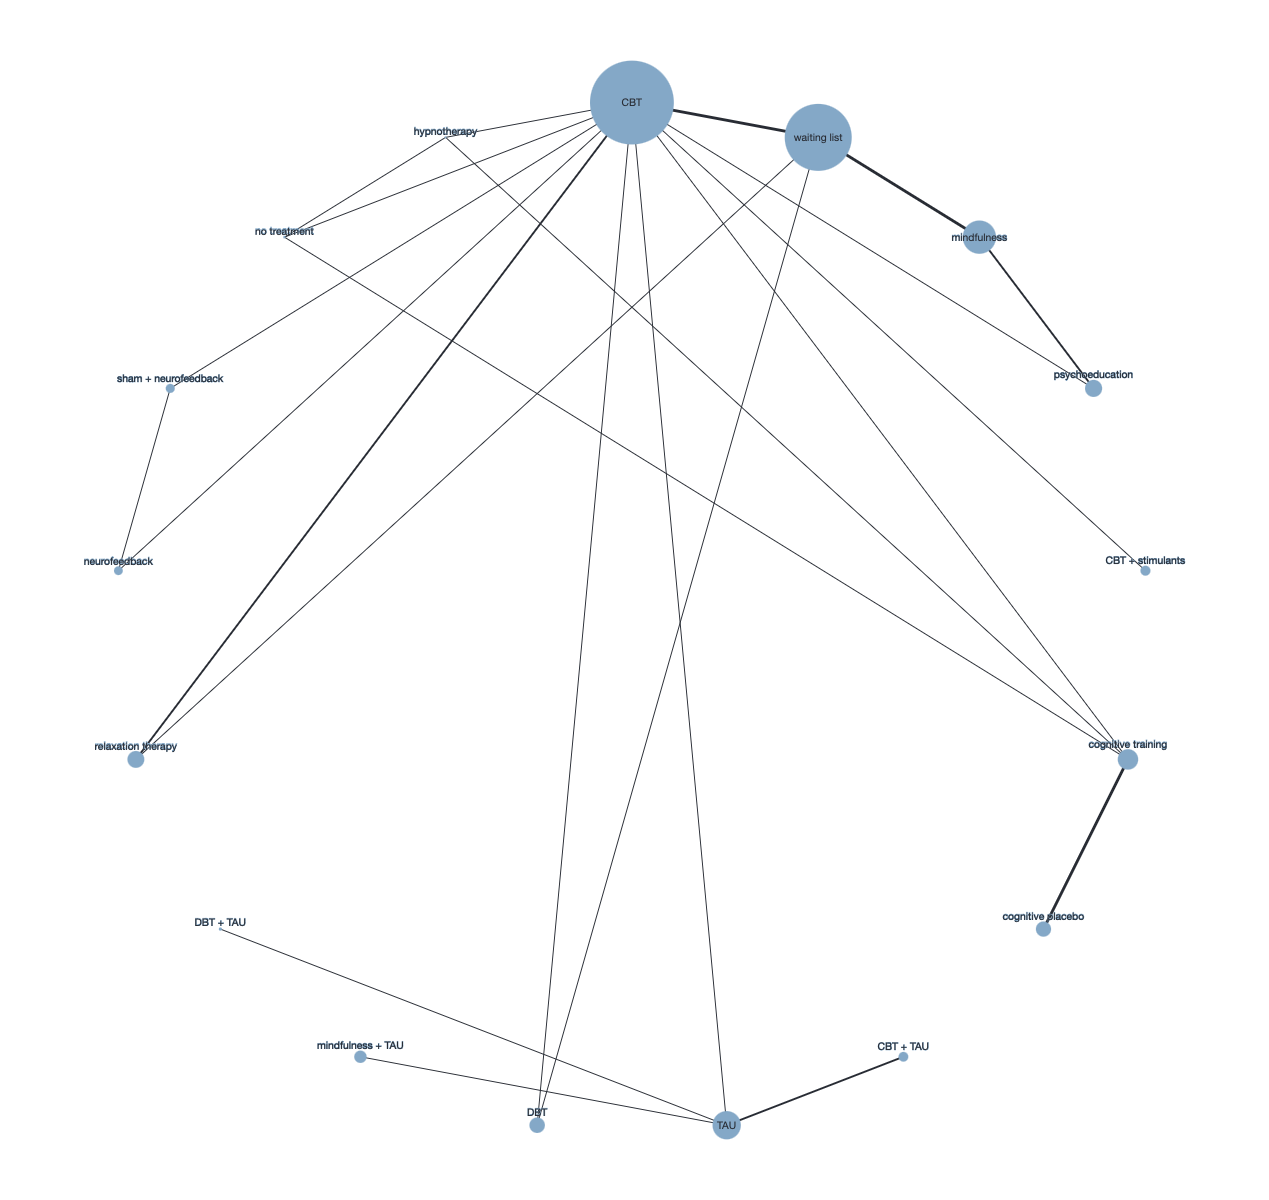 CBT
hypnotherapy
waiting list
no treatment
mindfulness
sham + neurofeedback
psychoeducation
neurofeedback
CBT + stimulants
relaxation therapy
cognitive training
DBT + TAU
cognitive placebo
mindfulness + TAU
CBT + TAU
DBT
TAU